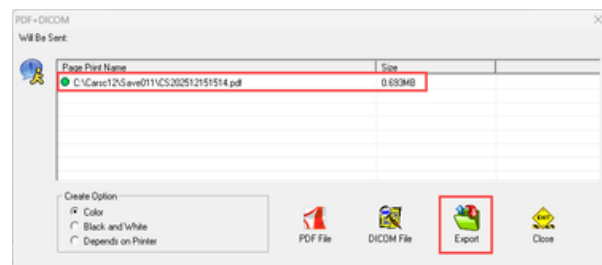 PDF+DICOM
Will Be Sent:
Page Print Name Size
C:\Carsc12\Save011\CS202512151514.pdf 0.693MB
Create Option
Color
Black and White
Depends on Printer
PDF File DICOM File Export Close